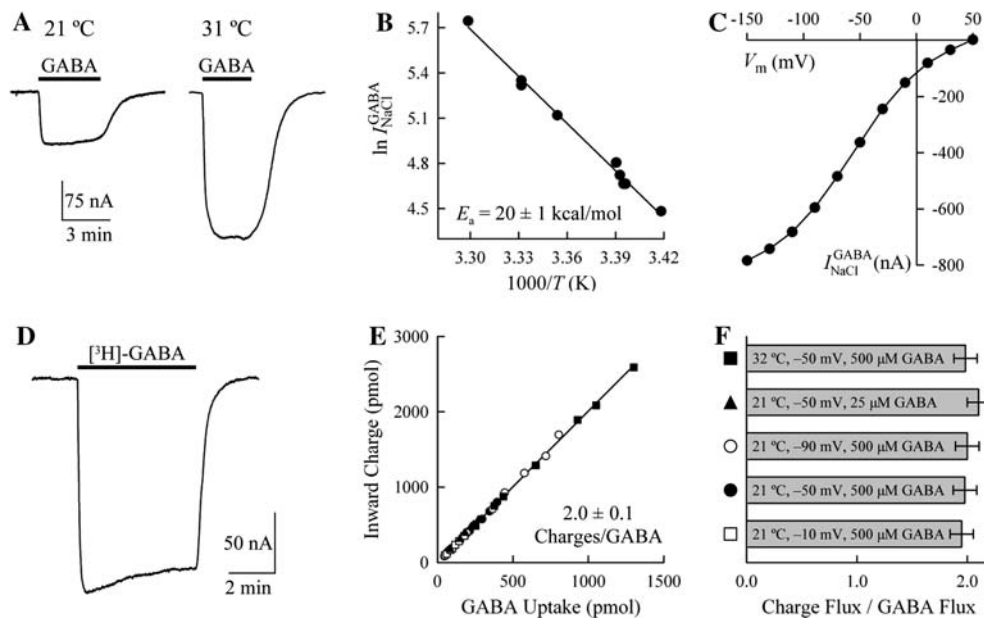 A
21 ºC
31 ºC
GABA
GABA
75 nA
3 min
B
5.7
5.4
5.1
4.8
4.5
ln I GABA NaCl
Eₐ = 20 ± 1 kcal/mol
3.30 3.33 3.36 3.39 3.42
1000/T (K)
C
-150 -100 -50 0 50
Vₘ (mV)
-200
-400
-600
-800
I GABA NaCl (nA)
D
[³H]-GABA
50 nA
2 min
E
3000
2000
1000
0
Inward Charge (pmol)
2.0 ± 0.1
Charges/GABA
0 500 1000 1500
GABA Uptake (pmol)
F
32 ºC, –50 mV, 500 µM GABA
21 ºC, –50 mV, 25 µM GABA
21 ºC, –90 mV, 500 µM GABA
21 ºC, –50 mV, 500 µM GABA
21 ºC, –10 mV, 500 µM GABA
0.0 1.0 2.0
Charge Flux / GABA Flux